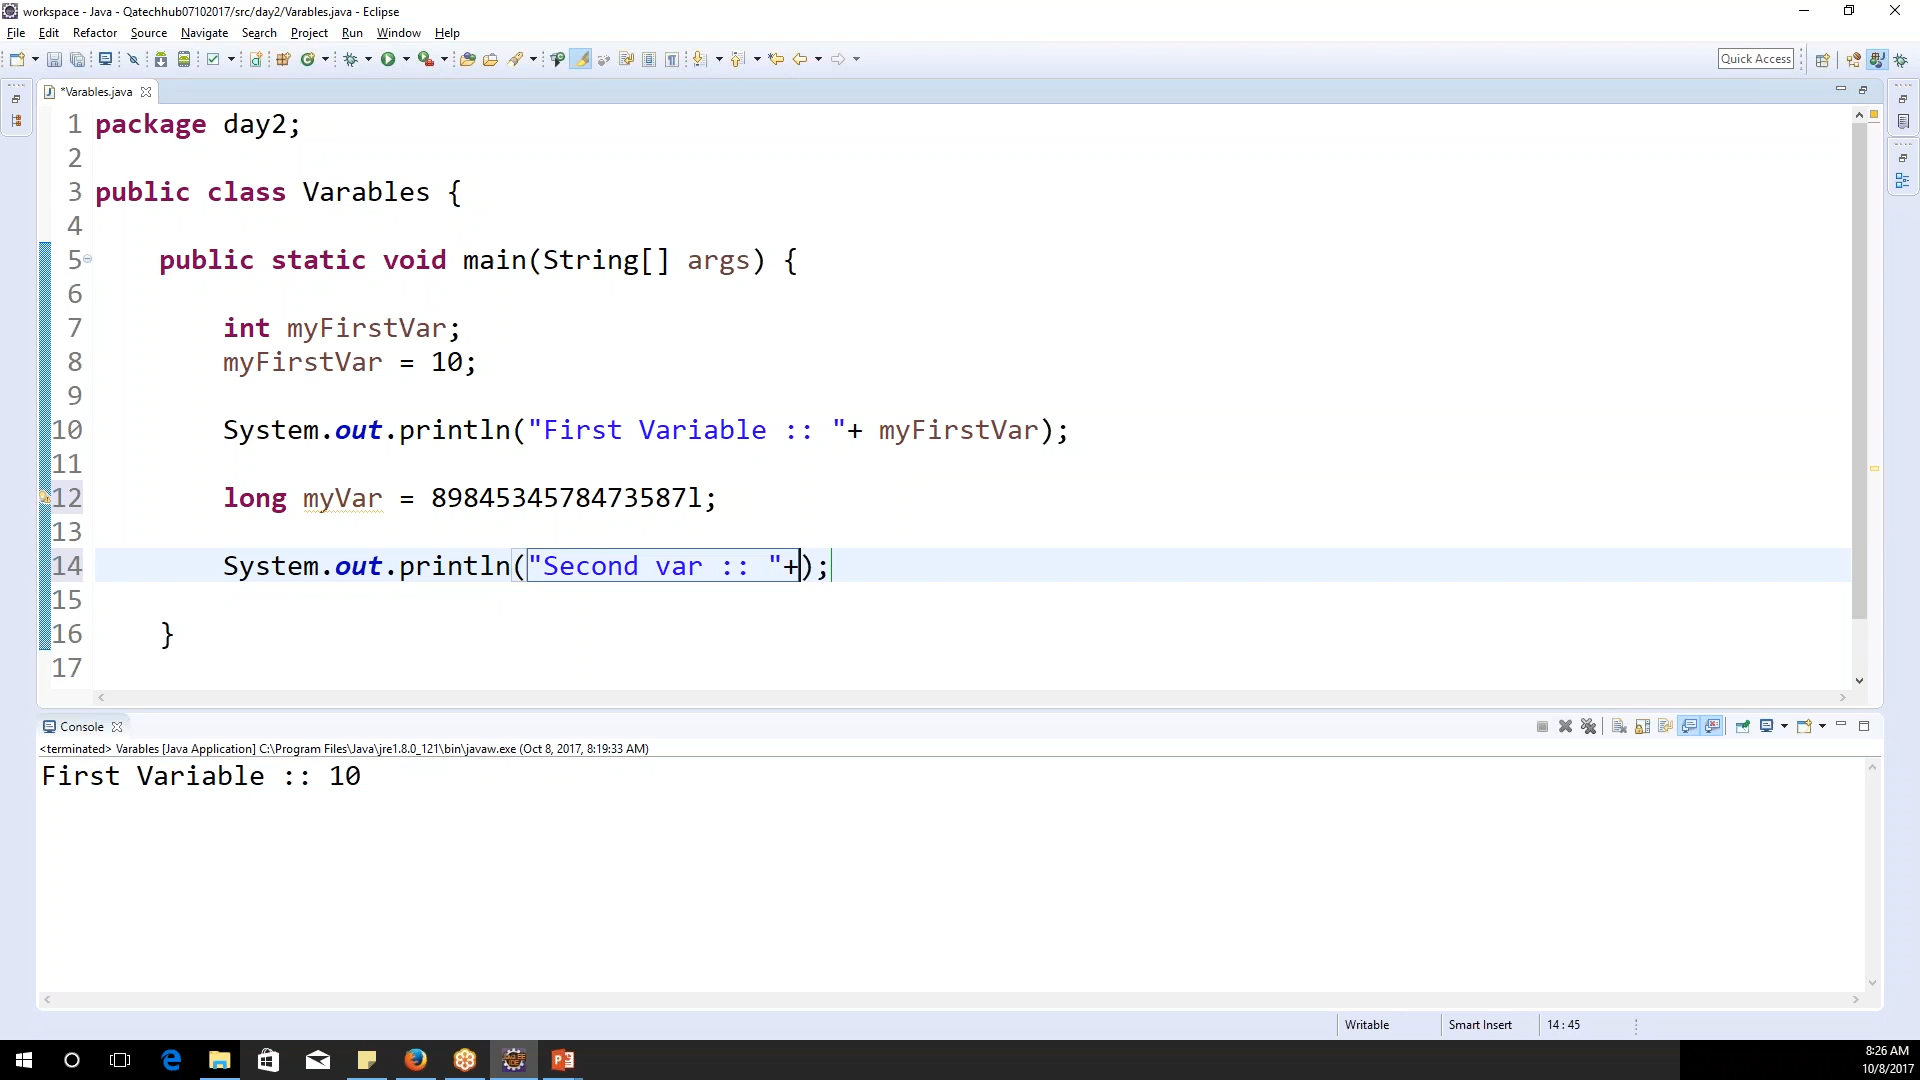 workspace - Java - Qatechhub07102017/src/day2/Varables.java - Eclipse
File Edit Refactor Source Navigate Search Project Run Window Help
Quick Access
*Varables.java
1 package day2;
2
3 public class Varables {
4
5 public static void main(String[] args) {
6
7 int myFirstVar;
8 myFirstVar = 10;
9
10 System.out.println("First Variable :: "+ myFirstVar);
11
12 long myVar = 89845345784735871l;
13
14 System.out.println("Second var :: "+);
15
16 }
17
Console
<terminated> Varables [Java Application] C:\Program Files\Java\jre1.8.0_121\bin\javaw.exe (Oct 8, 2017, 8:19:33 AM)
First Variable :: 10
Writable Smart Insert 14 : 45
8:26 AM
10/8/2017